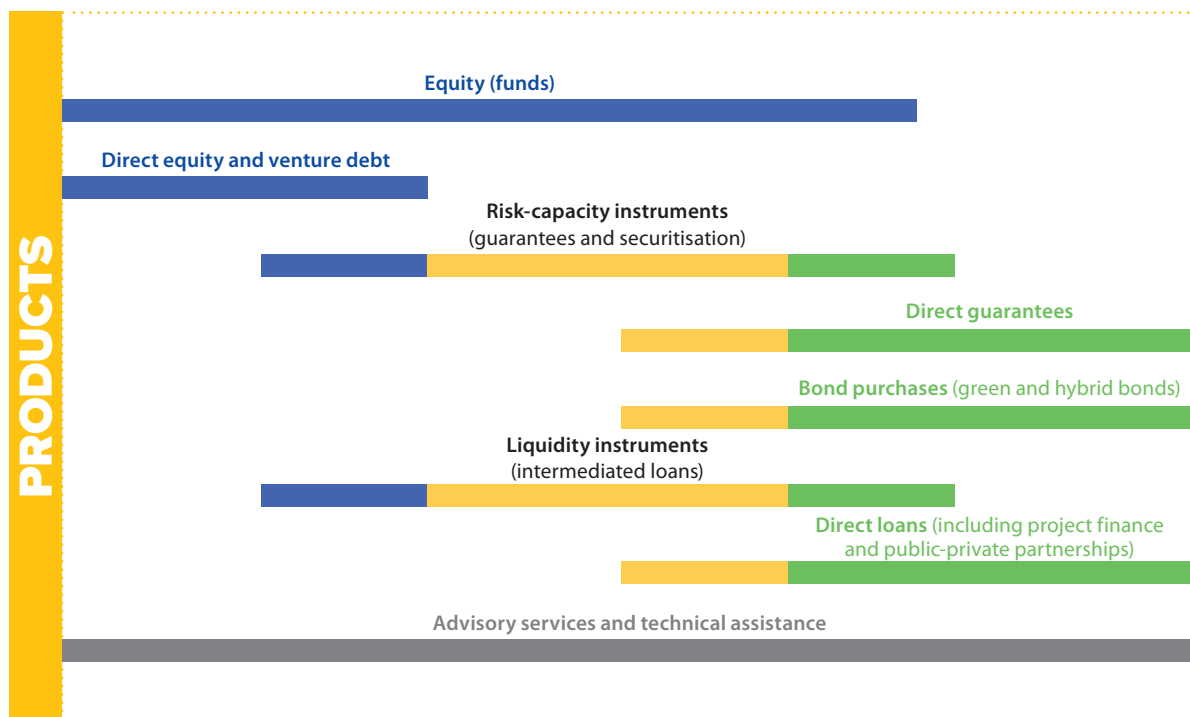 PRODUCTS
Equity (funds)
Direct equity and venture debt
Risk-capacity instruments
(guarantees and securitisation)
Direct guarantees
Bond purchases (green and hybrid bonds)
Liquidity instruments
(intermediated loans)
Direct loans (including project finance
and public-private partnerships)
Advisory services and technical assistance